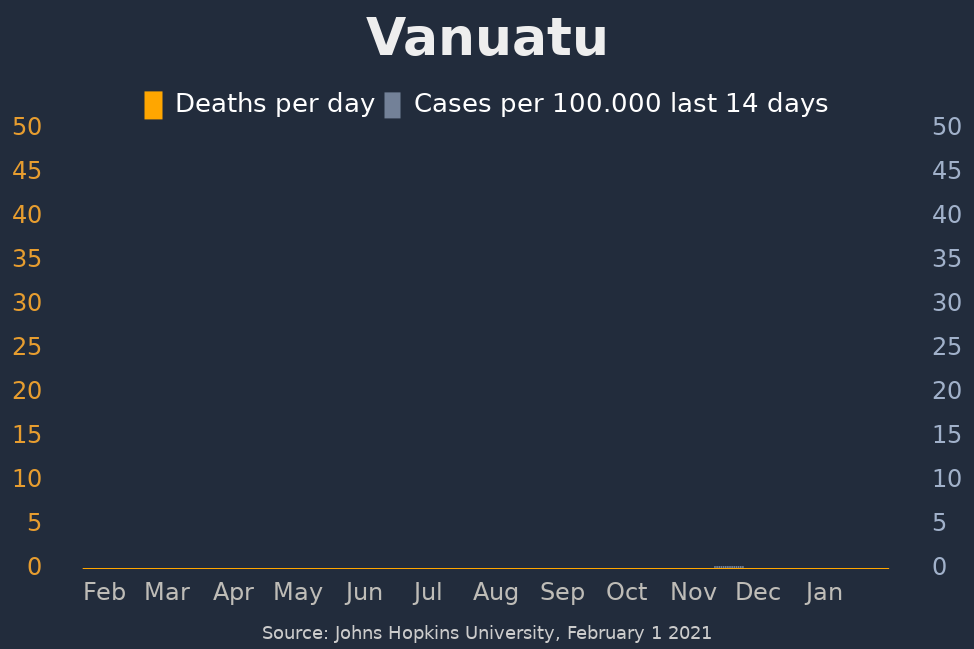 Vanuatu
Deaths per day Cases per 100.000 last 14 days
50 50
45 45
40 40
35 35
30 30
25 25
20 20
15 15
10 10
5 5
0 0
Feb Mar Apr May Jun Jul Aug Sep Oct Nov Dec Jan
Source: Johns Hopkins University, February 1 2021